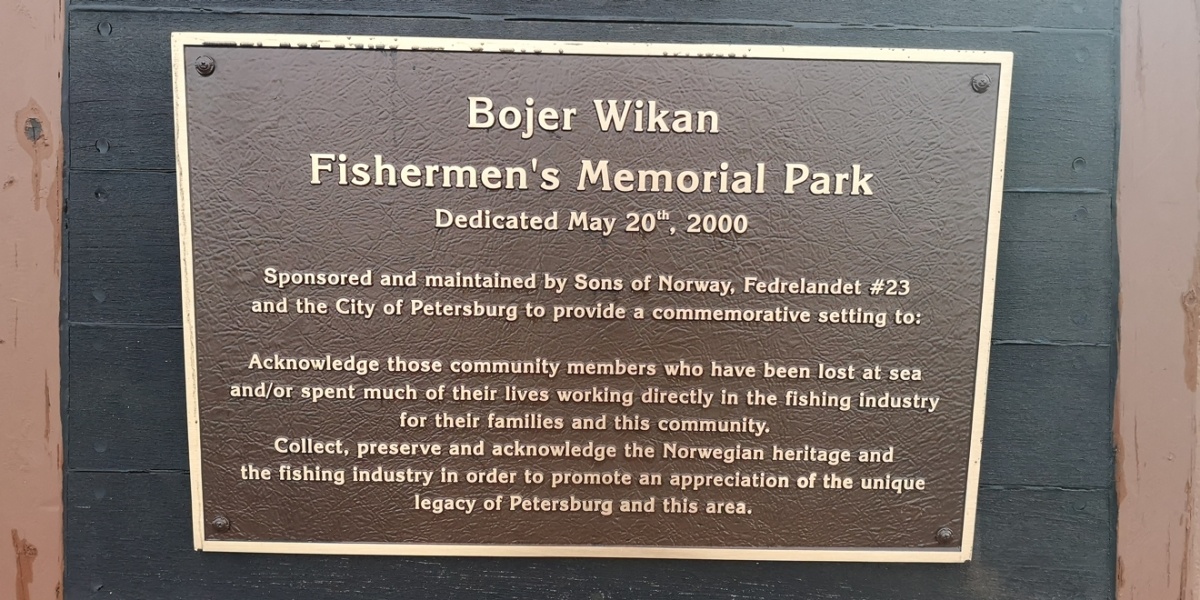 Bojer Wikan
Fishermen's Memorial Park
Dedicated May 20th, 2000
Sponsored and maintained by Sons of Norway, Fedrelandet #23
and the City of Petersburg to provide a commemorative setting to:
Acknowledge those community members who have been lost at sea
and/or spent much of their lives working directly in the fishing industry
for their families and this community.
Collect, preserve and acknowledge the Norwegian heritage and
the fishing industry in order to promote an appreciation of the unique
legacy of Petersburg and this area.